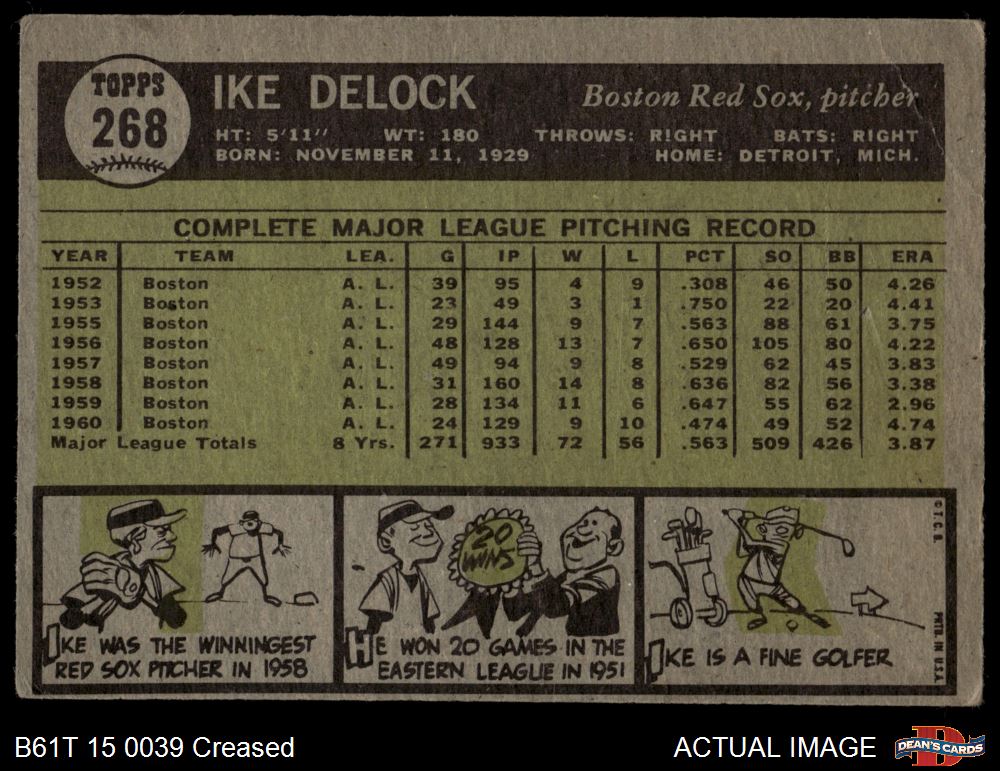 TOPPS
268
IKE DELOCK
Boston Red Sox, pitcher
HT: 5'11" WT: 180 THROWS: RIGHT BATS: RIGHT
BORN: NOVEMBER 11, 1929 HOME: DETROIT, MICH.
COMPLETE MAJOR LEAGUE PITCHING RECORD
YEAR TEAM LEA. G IP W L PCT SO BB ERA
1952 Boston A. L. 39 95 4 9 .308 46 50 4.26
1953 Boston A. L. 23 49 3 1 .750 22 20 4.41
1955 Boston A. L. 29 144 9 7 .563 88 61 3.75
1956 Boston A. L. 48 128 13 7 .650 105 80 4.22
1957 Boston A. L. 49 94 9 8 .529 62 45 3.83
1958 Boston A. L. 31 160 14 8 .636 82 56 3.38
1959 Boston A. L. 28 134 11 6 .647 55 62 2.96
1960 Boston A. L. 24 129 9 10 .474 49 52 4.74
Major League Totals 8 Yrs. 271 933 72 56 .563 509 426 3.87
IKE WAS THE WINNINGEST
RED SOX PITCHER IN 1958
20
WINS
HE WON 20 GAMES IN THE
EASTERN LEAGUE IN 1951
IKE IS A FINE GOLFER
© T.C.G.
PRTD. IN U.S.A.
B61T 15 0039 Creased
ACTUAL IMAGE
D
DEAN'S CARDS